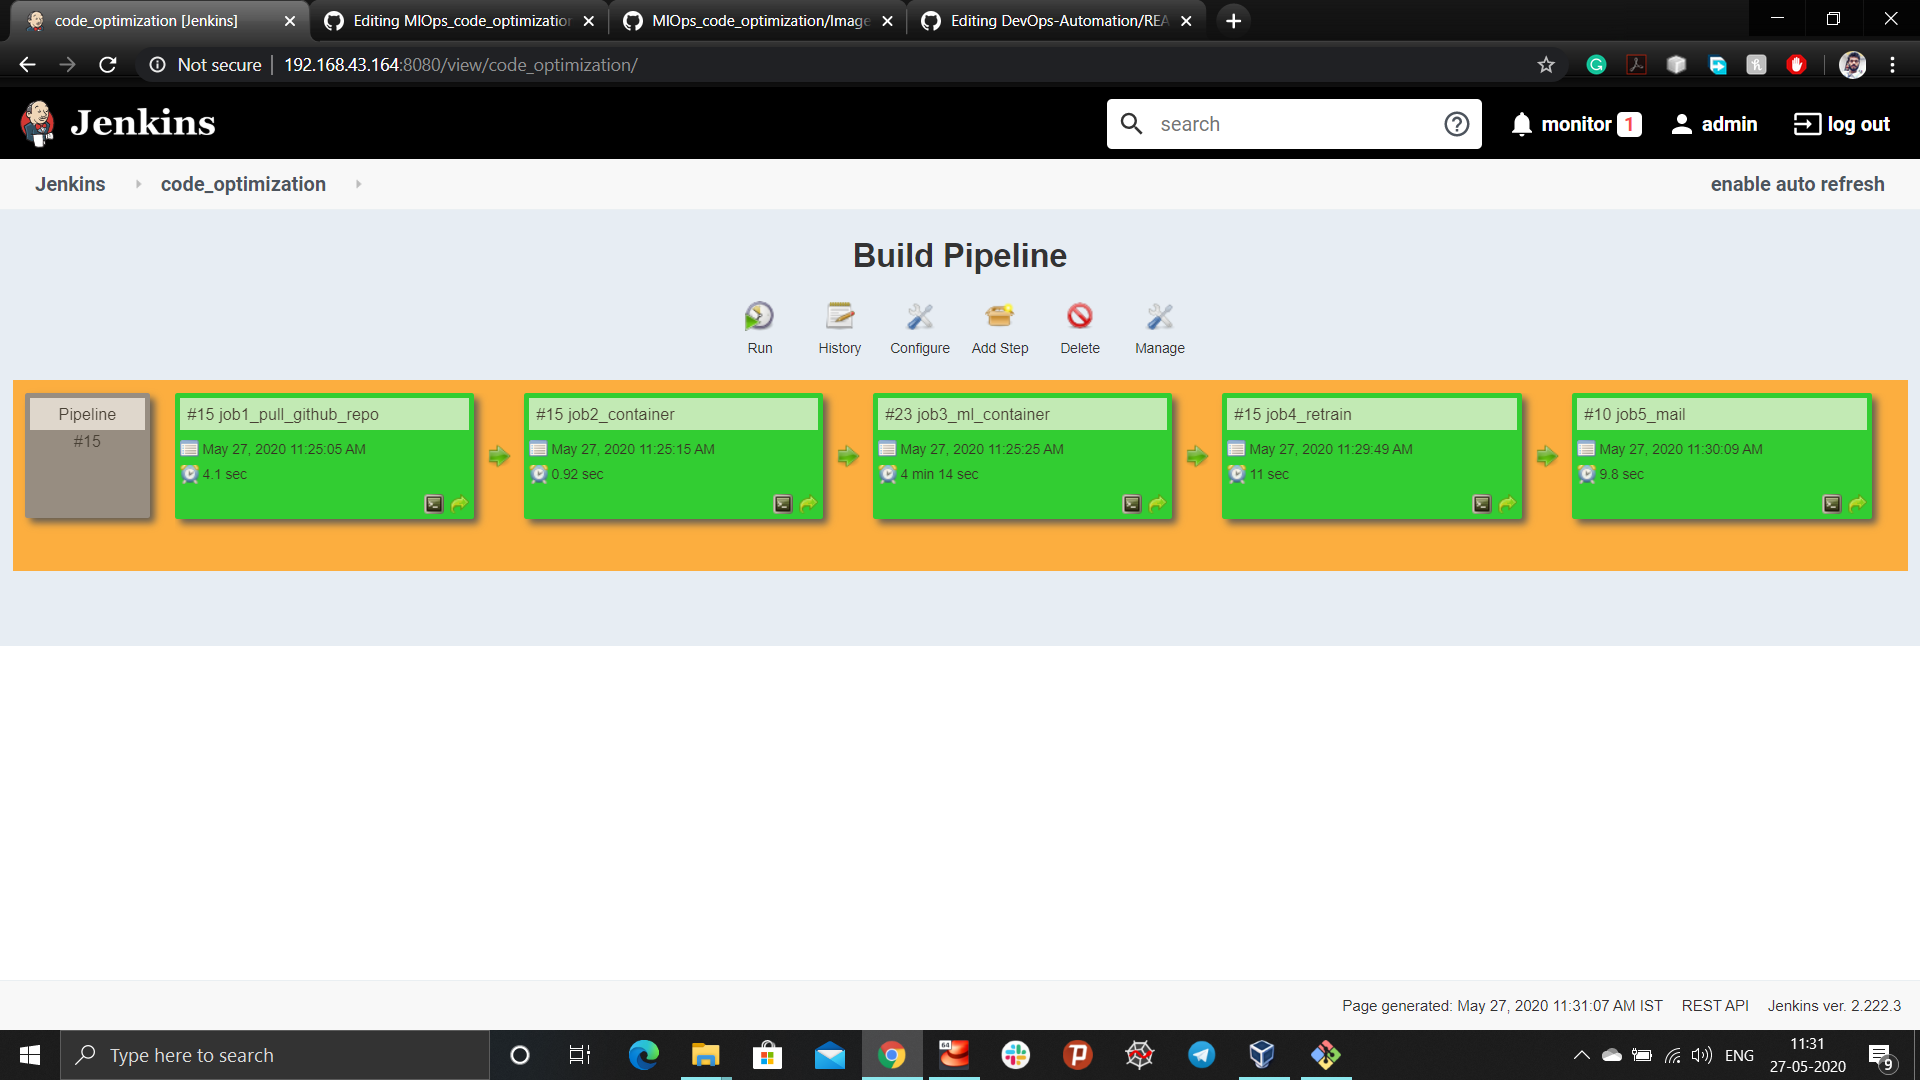 code_optimization [Jenkins]
Editing MlOps_code_optimization
MlOps_code_optimization/Image
Editing DevOps-Automation/REA
Not secure
192.168.43.164:8080/view/code_optimization/
Jenkins
search
monitor 1
admin
log out
Jenkins
code_optimization
enable auto refresh
Build Pipeline
Run
History
Configure
Add Step
Delete
Manage
Pipeline
#15
#15 job1_pull_github_repo
May 27, 2020 11:25:05 AM
4.1 sec
#15 job2_container
May 27, 2020 11:25:15 AM
0.92 sec
#23 job3_ml_container
May 27, 2020 11:25:25 AM
4 min 14 sec
#15 job4_retrain
May 27, 2020 11:29:49 AM
11 sec
#10 job5_mail
May 27, 2020 11:30:09 AM
9.8 sec
Page generated: May 27, 2020 11:31:07 AM IST
REST API
Jenkins ver. 2.222.3
Type here to search
64
ENG
11:31
27-05-2020
9